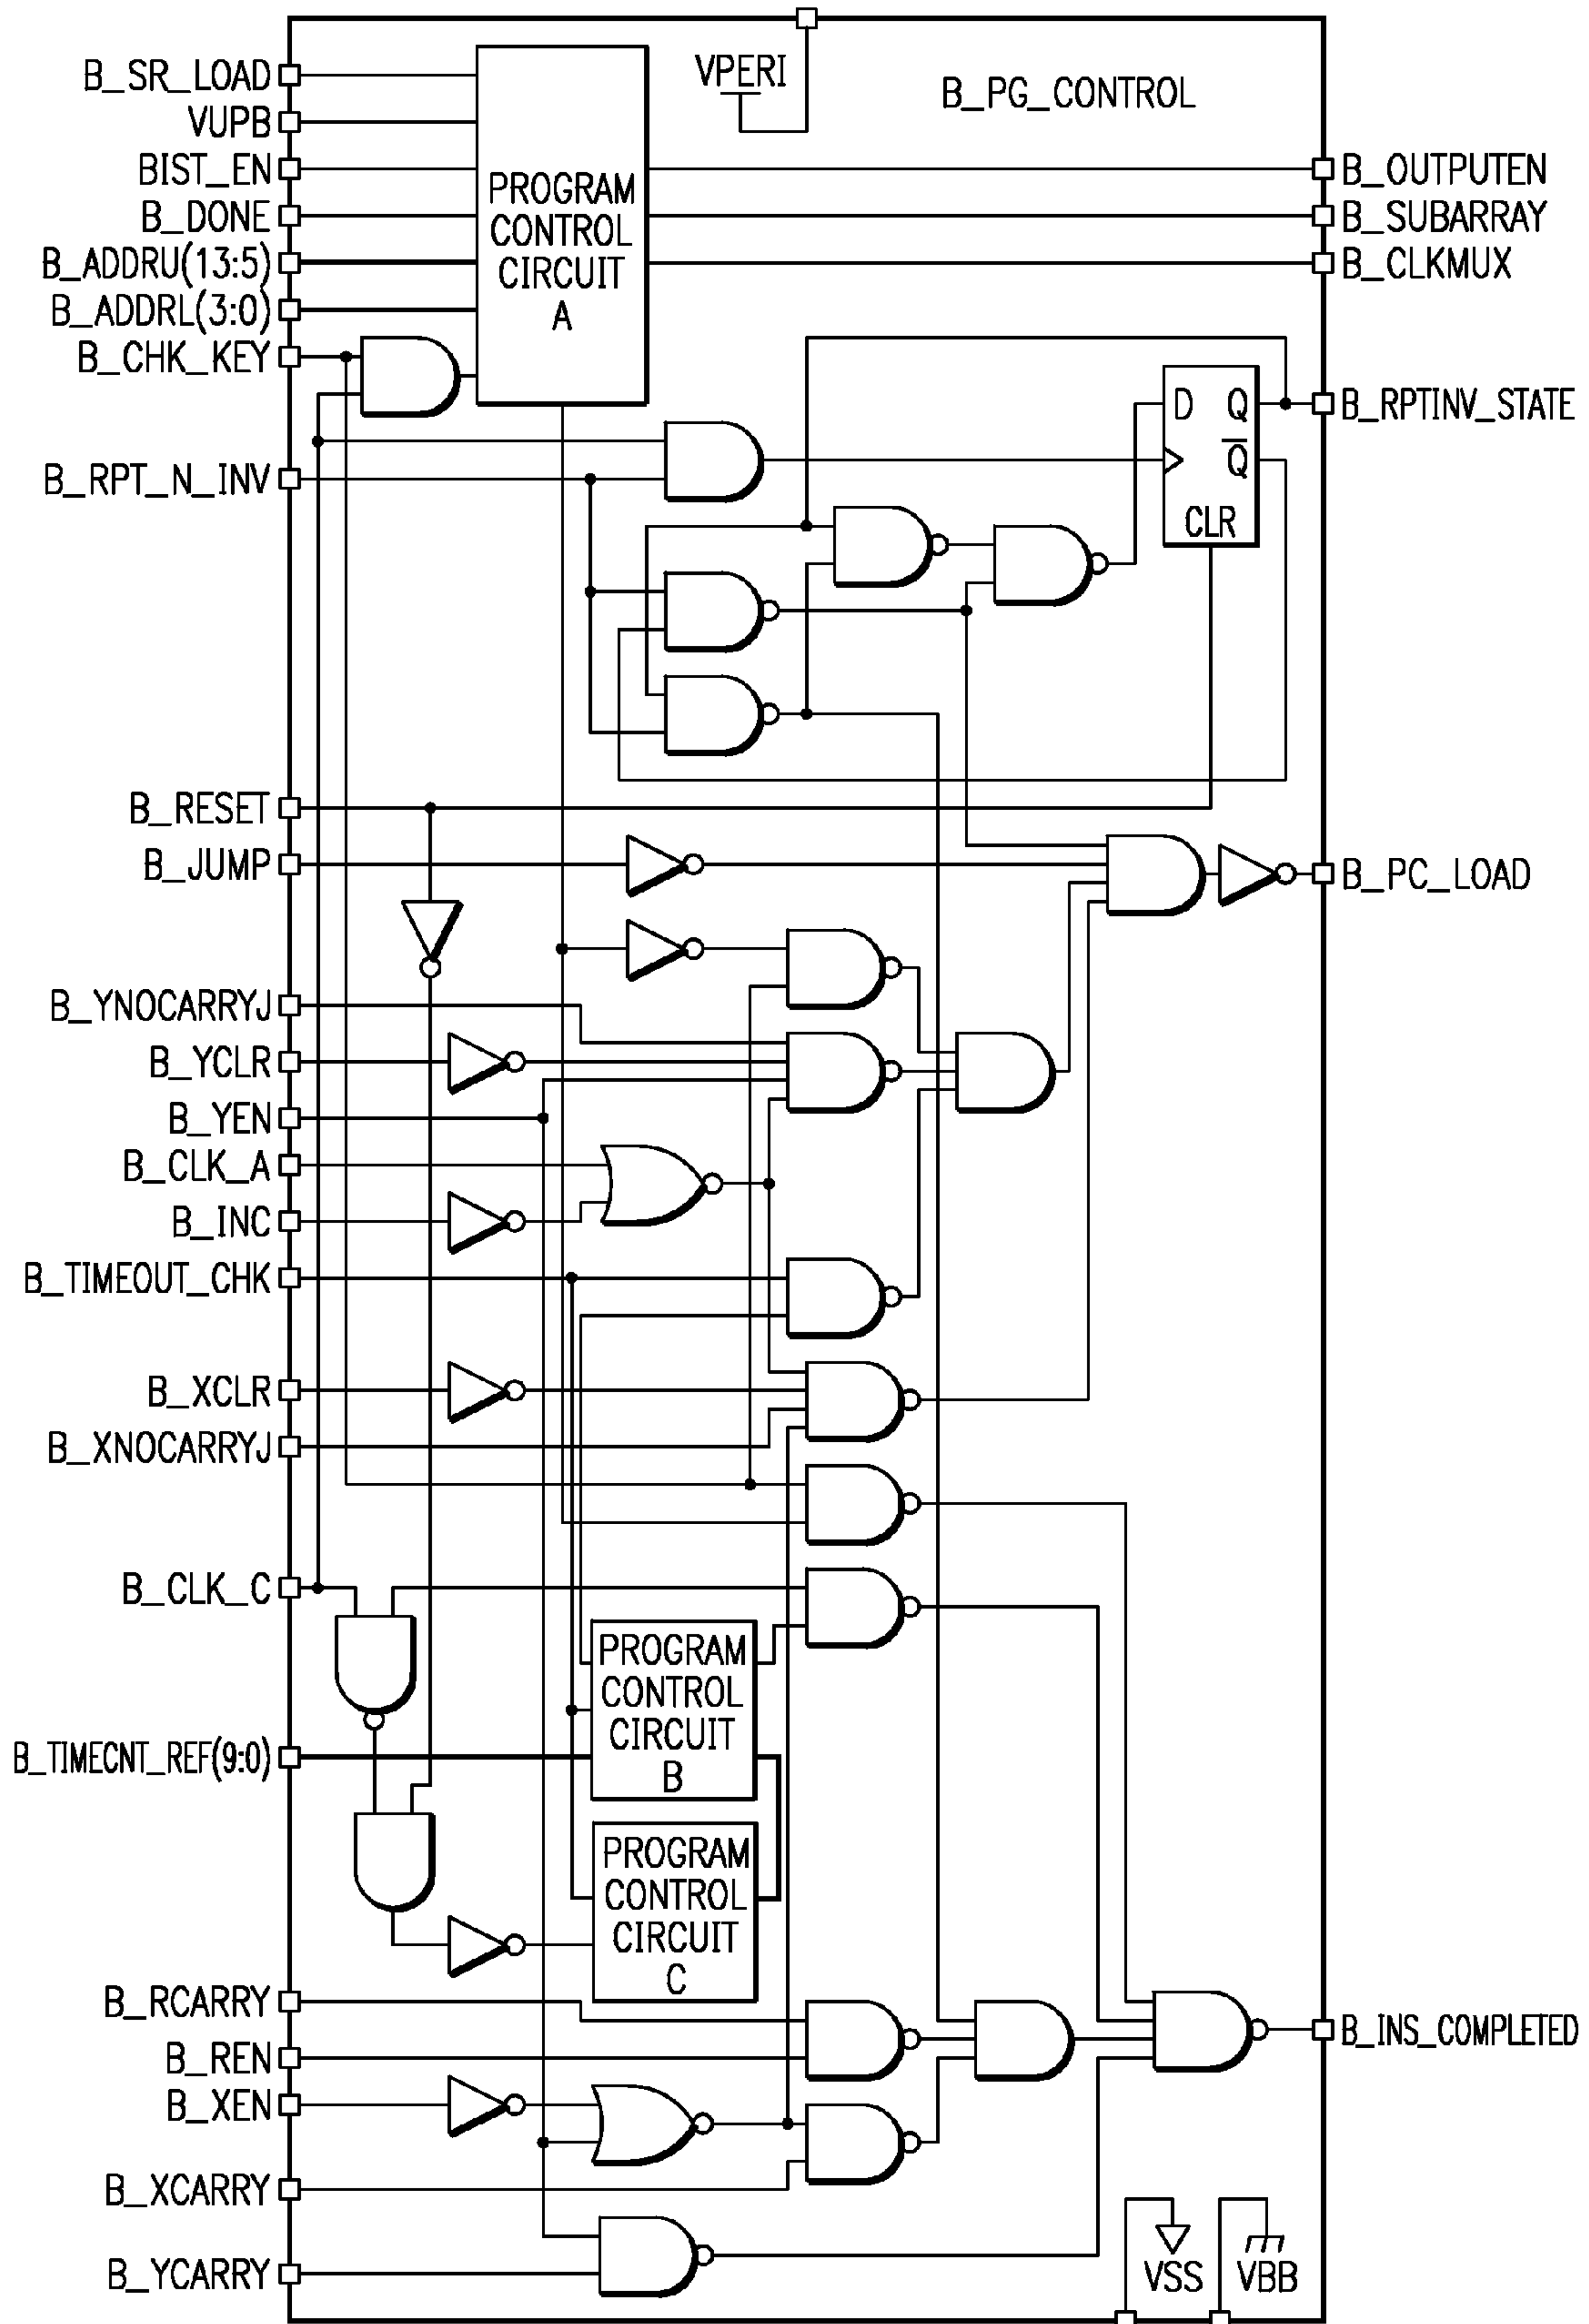 B_SR_LOAD
VUPB
BIST_EN
B_DONE
B_ADDRU(13:5)
B_ADDRL(3:0)
B_CHK_KEY
B_RPT_N_INV
B_RESET
B_JUMP
B_YNOCARRYJ
B_YCLR
B_YEN
B_CLK_A
B_INC
B_TIMEOUT_CHK
B_XCLR
B_XNOCARRYJ
B_CLK_C
B_TIMECNT_REF(9:0)
B_RCARRY
B_REN
B_XEN
B_XCARRY
B_YCARRY
PROGRAM
CONTROL
CIRCUIT
A
VPERI
B_PG_CONTROL
D Q
Q̅
CLR
PROGRAM
CONTROL
CIRCUIT
B
PROGRAM
CONTROL
CIRCUIT
C
VSS
VBB
B_OUTPUTEN
B_SUBARRAY
B_CLKMUX
B_RPTINV_STATE
B_PC_LOAD
B_INS_COMPLETED